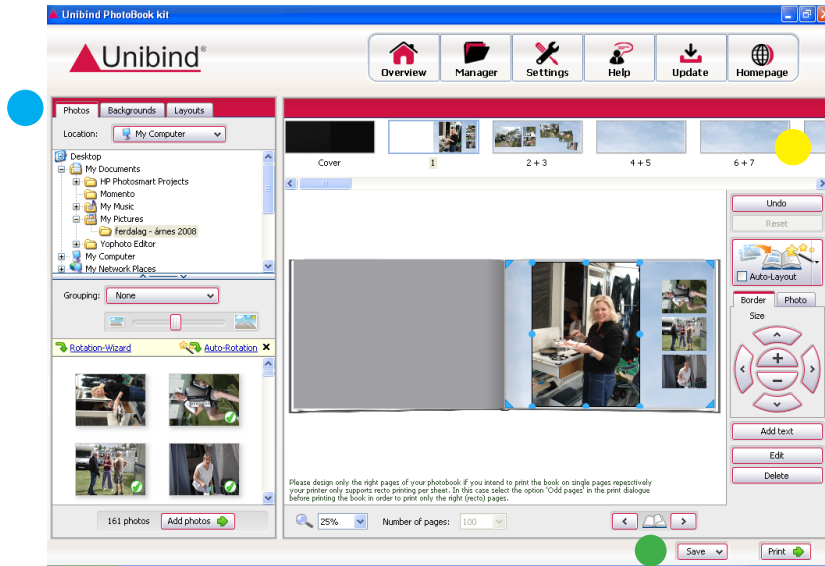 Unibind PhotoBook kit
Unibind®
Overview
Manager
Settings
Help
Update
Homepage
Photos
Backgrounds
Layouts
Location:
My Computer
Desktop
My Documents
HP Photosmart Projects
Momento
My Music
My Pictures
ferdalag - árnes 2008
Yophoto Editor
My Computer
My Network Places
Grouping:
None
Rotation-Wizard
Auto-Rotation
161 photos
Add photos
Cover
1
2 + 3
4 + 5
6 + 7
Undo
Reset
Auto-Layout
Border
Photo
Size
Add text
Edit
Delete
Please design only the right pages of your photobook if you intend to print the book on single pages repesctively
your printer only supports recto printing per sheet. In this case select the option 'Odd pages' in the print dialogue
before printing the book in order to print only the right (recto) pages.
25%
Number of pages:
100
Save
Print